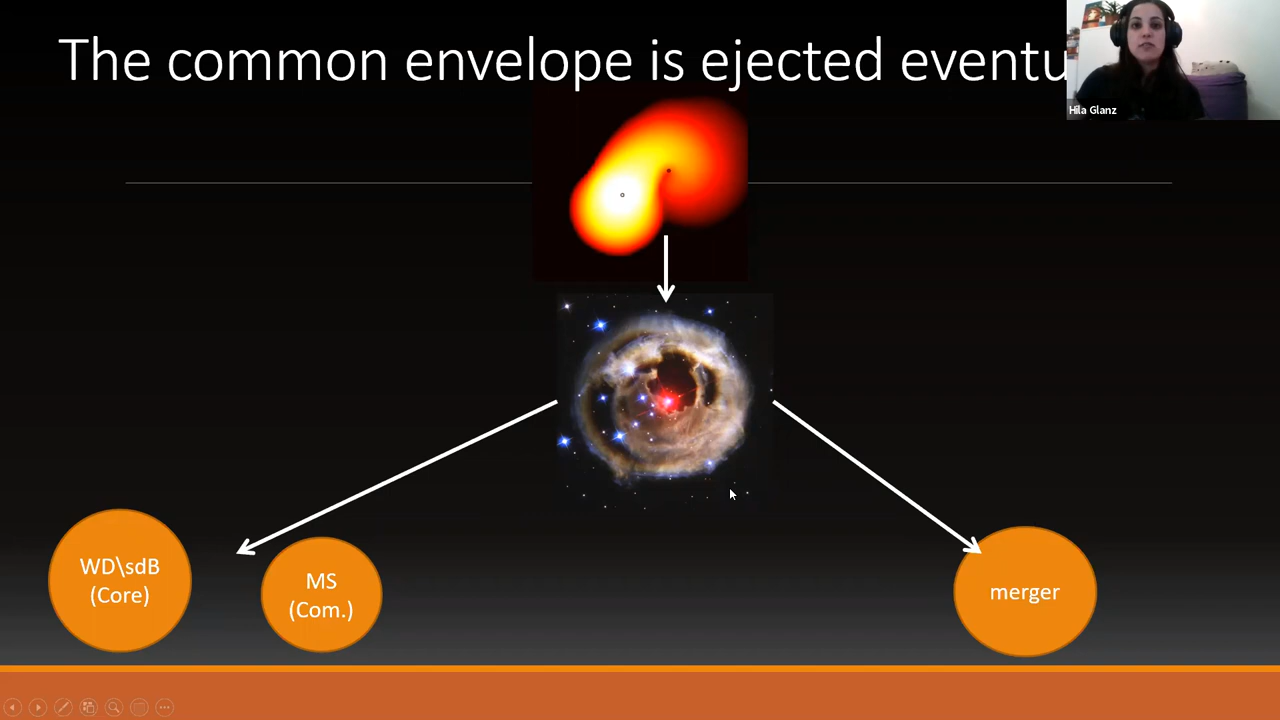 The common envelope is ejected eventu
Hila Glanz
WD\sdB
(Core)
MS
(Com.)
merger